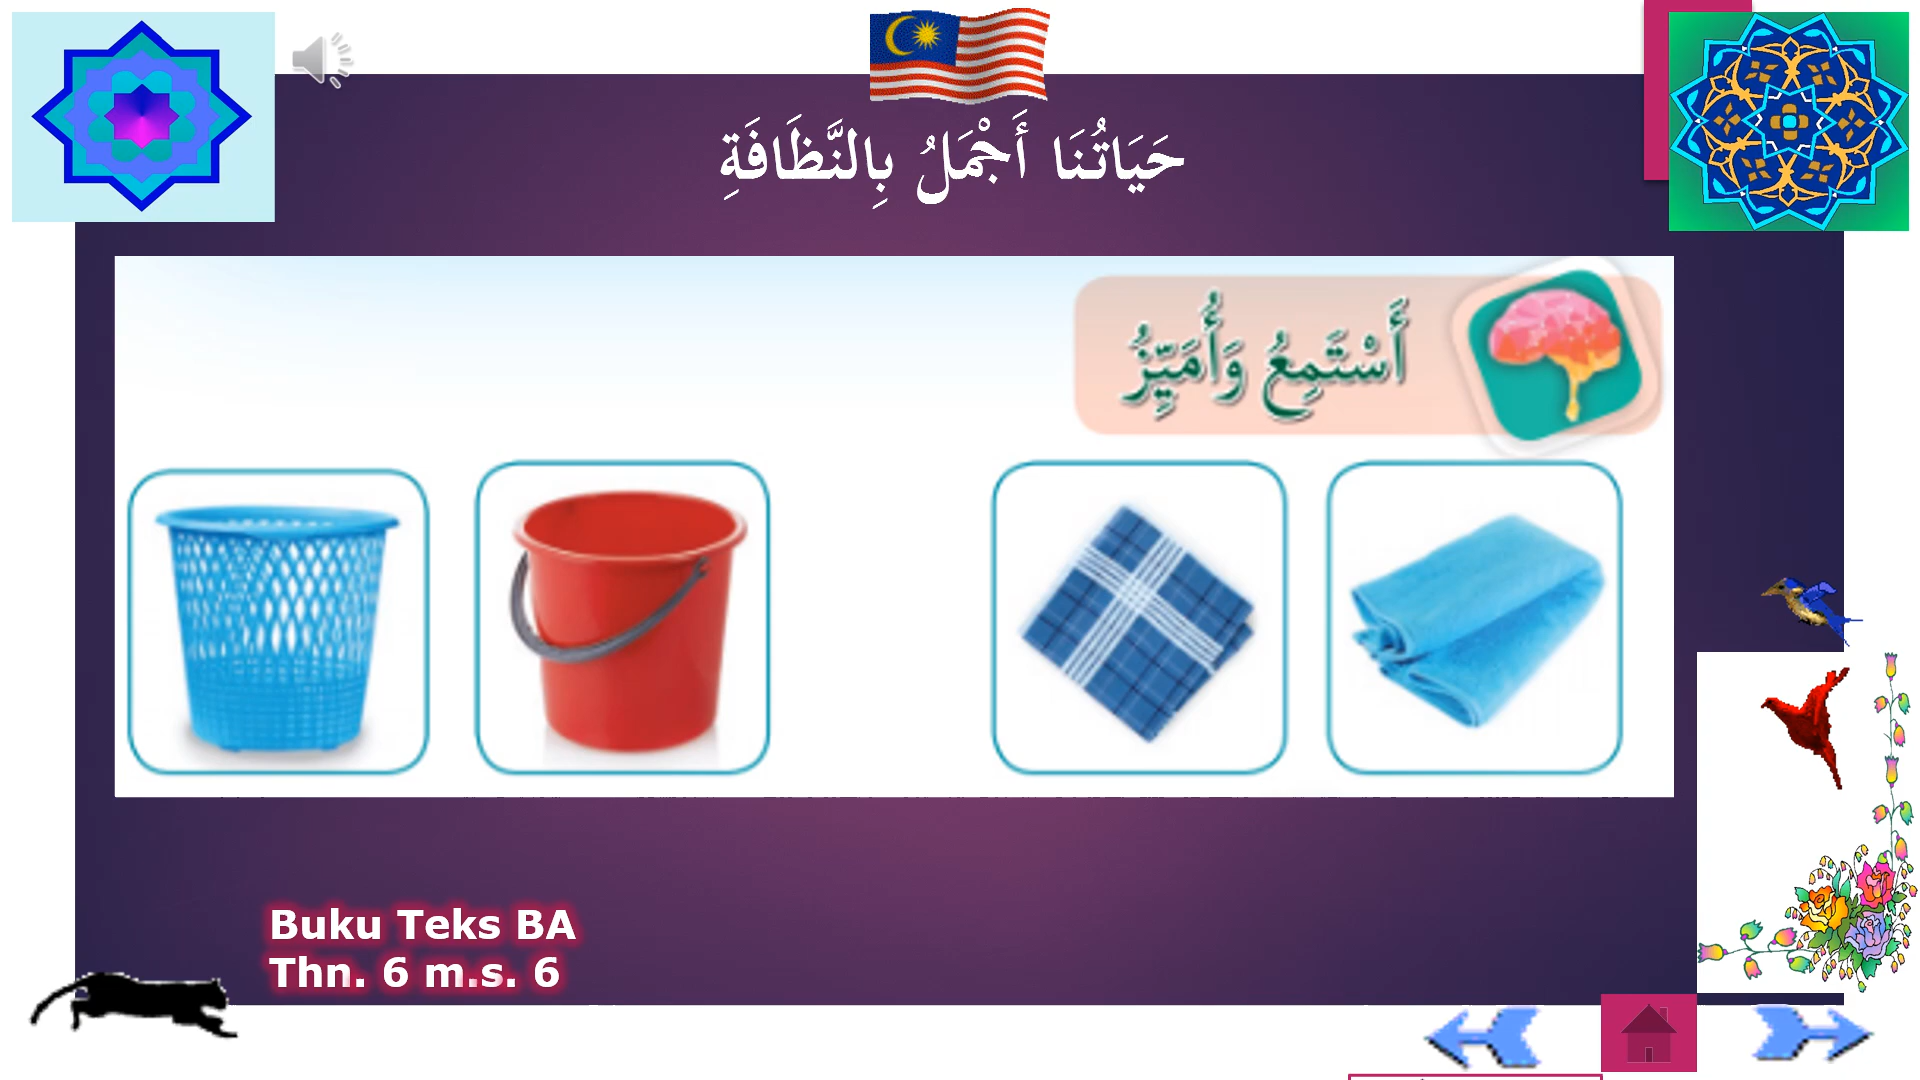 حَيَاتُنَا أَجْمَلُ بِالنَّظَافَةِ
أَسْتَمِعُ وَأُمَيِّزُ
Buku Teks BA
Thn. 6 m.s. 6